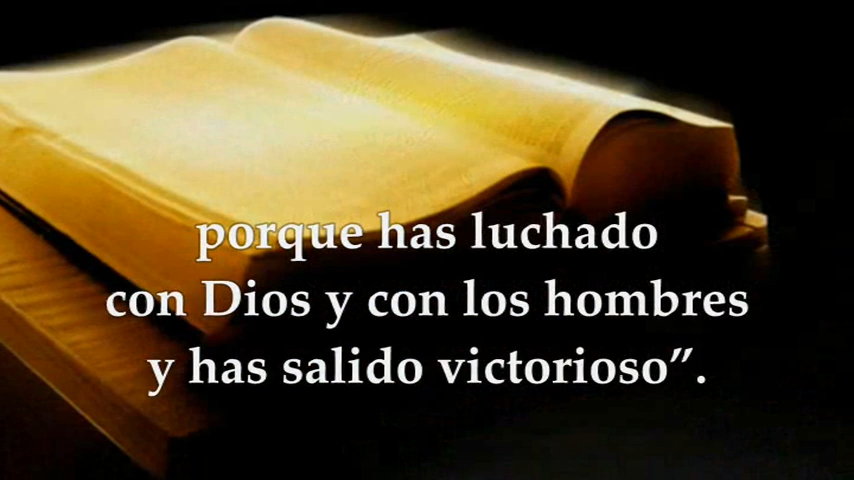 porque has luchado
con Dios y con los hombres
y has salido victorioso”.